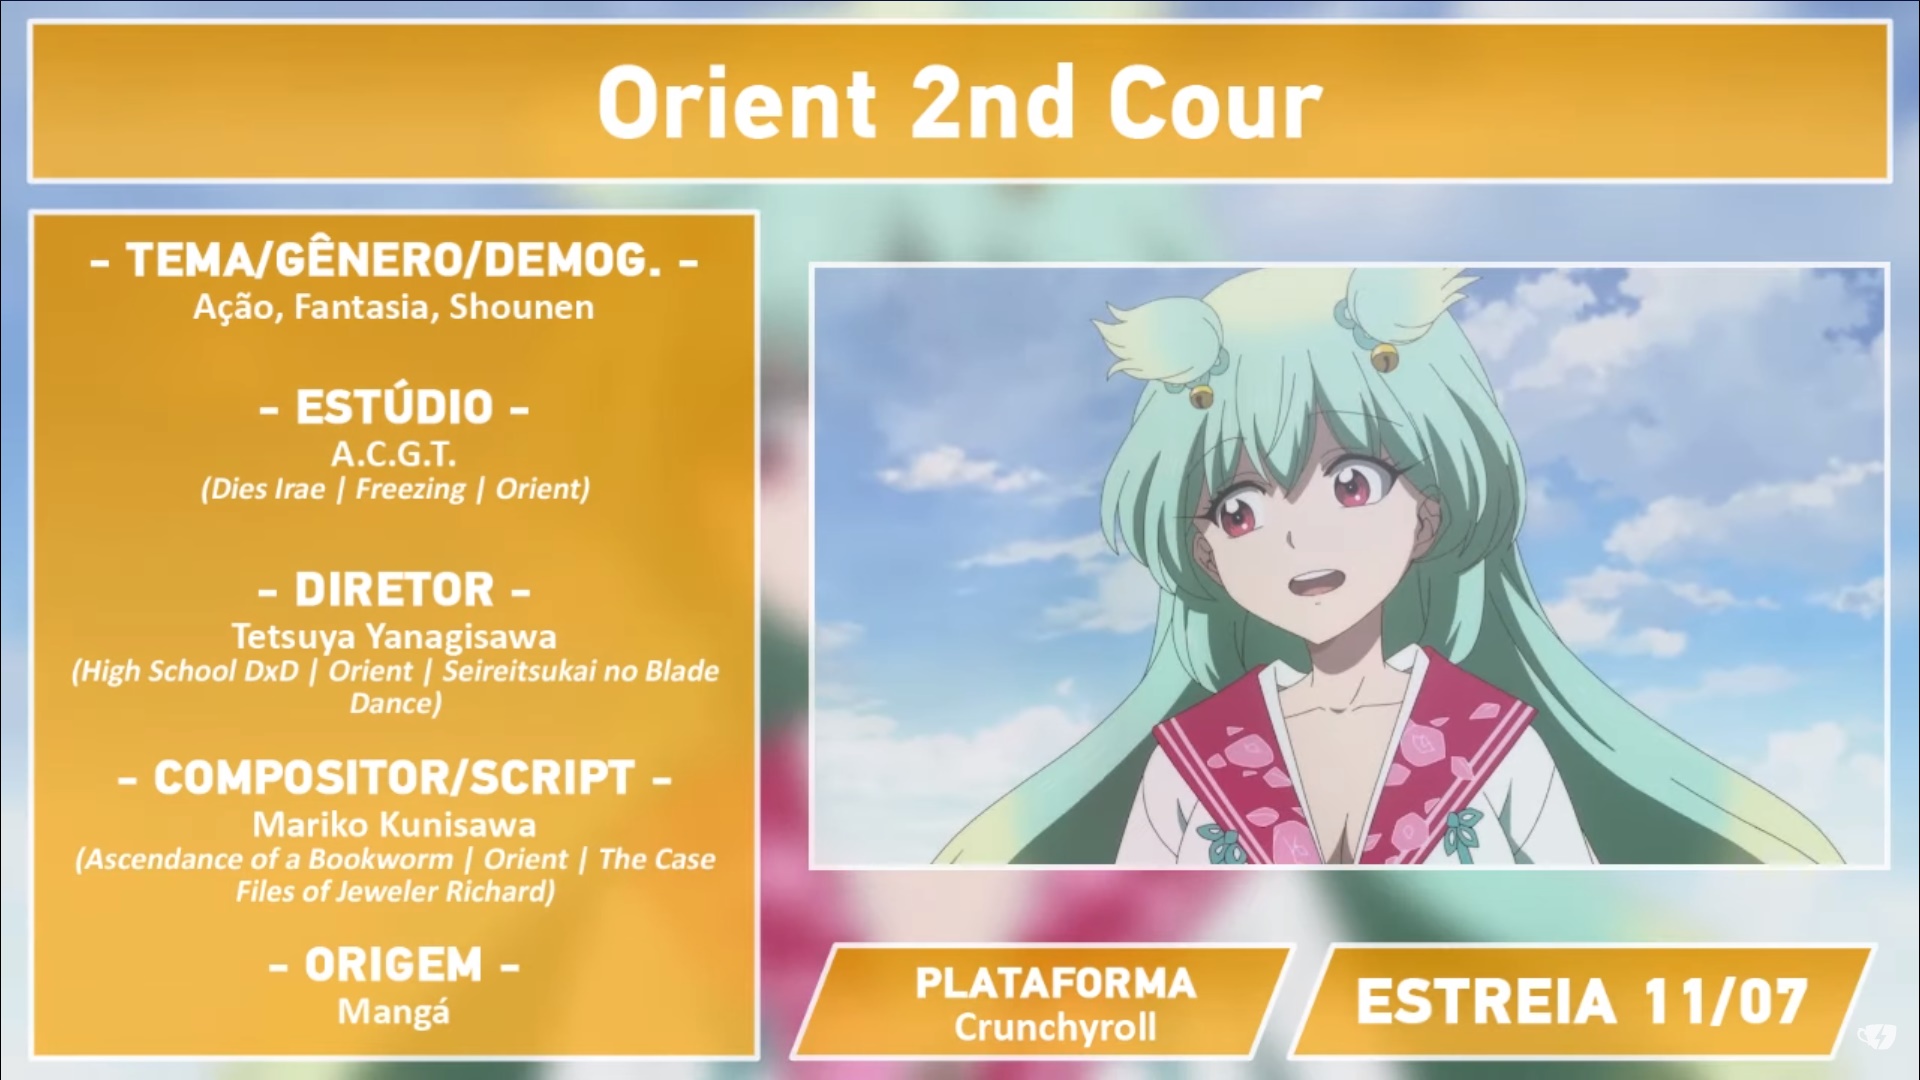 Orient 2nd Cour
- TEMA/GÊNERO/DEMOG. -
Ação, Fantasia, Shounen
- ESTÚDIO -
A.C.G.T.
(Dies Irae | Freezing | Orient)
- DIRETOR -
Tetsuya Yanagisawa
(High School DxD | Orient | Seireitsukai no Blade
Dance)
- COMPOSITOR/SCRIPT -
Mariko Kunisawa
(Ascendance of a Bookworm | Orient | The Case
Files of Jeweler Richard)
- ORIGEM -
Mangá
PLATAFORMA
Crunchyroll
ESTREIA 11/07